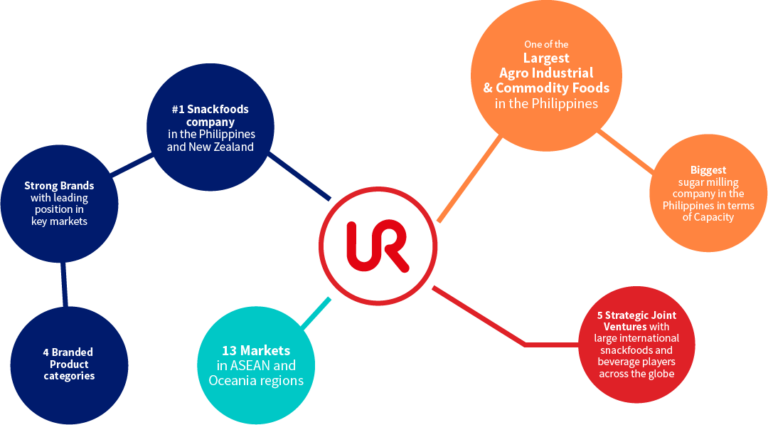 #1 Snackfoods
company
in the Philippines
and New Zealand
Strong Brands
with leading
position in
key markets
4 Branded
Product
categories
One of the
Largest
Agro Industrial
& Commodity Foods
in the Philippines
Biggest
sugar milling
company in the
Philippines in terms
of Capacity
UR
13 Markets
in ASEAN and
Oceania regions
5 Strategic Joint
Ventures with
large international
snackfoods and
beverage players
across the globe